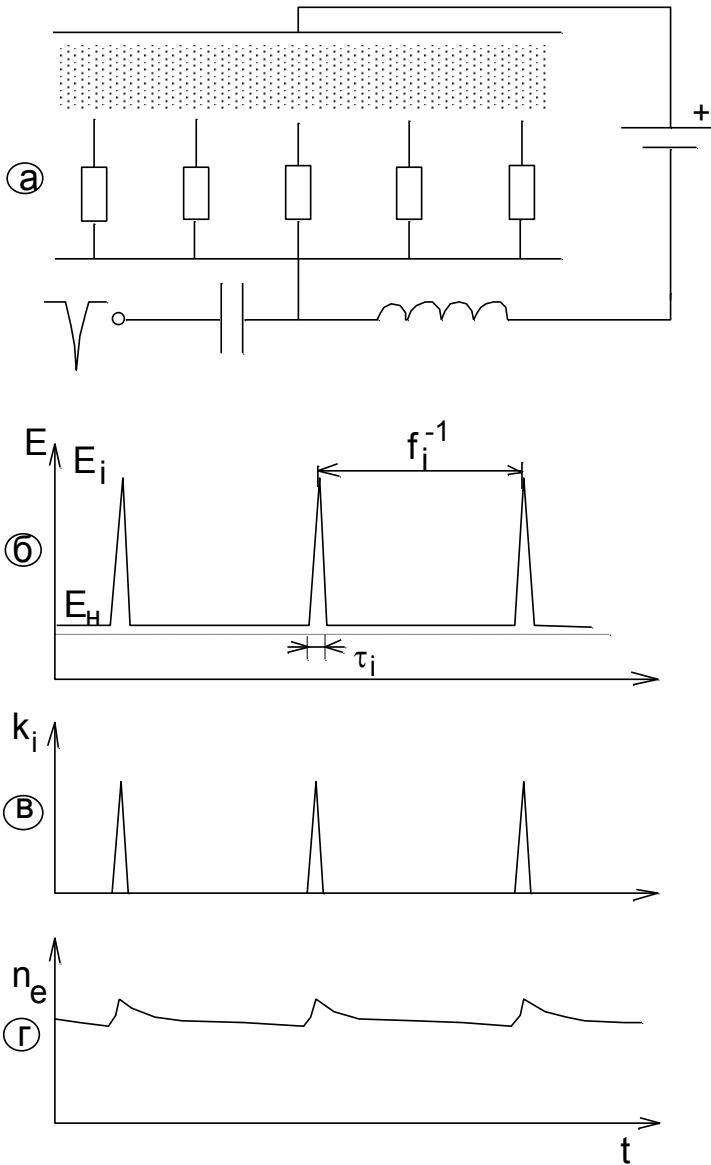 +
а
E
E_i
f_i^{-1}
б
E_н
τ_i
k_i
в
n_e
г
t